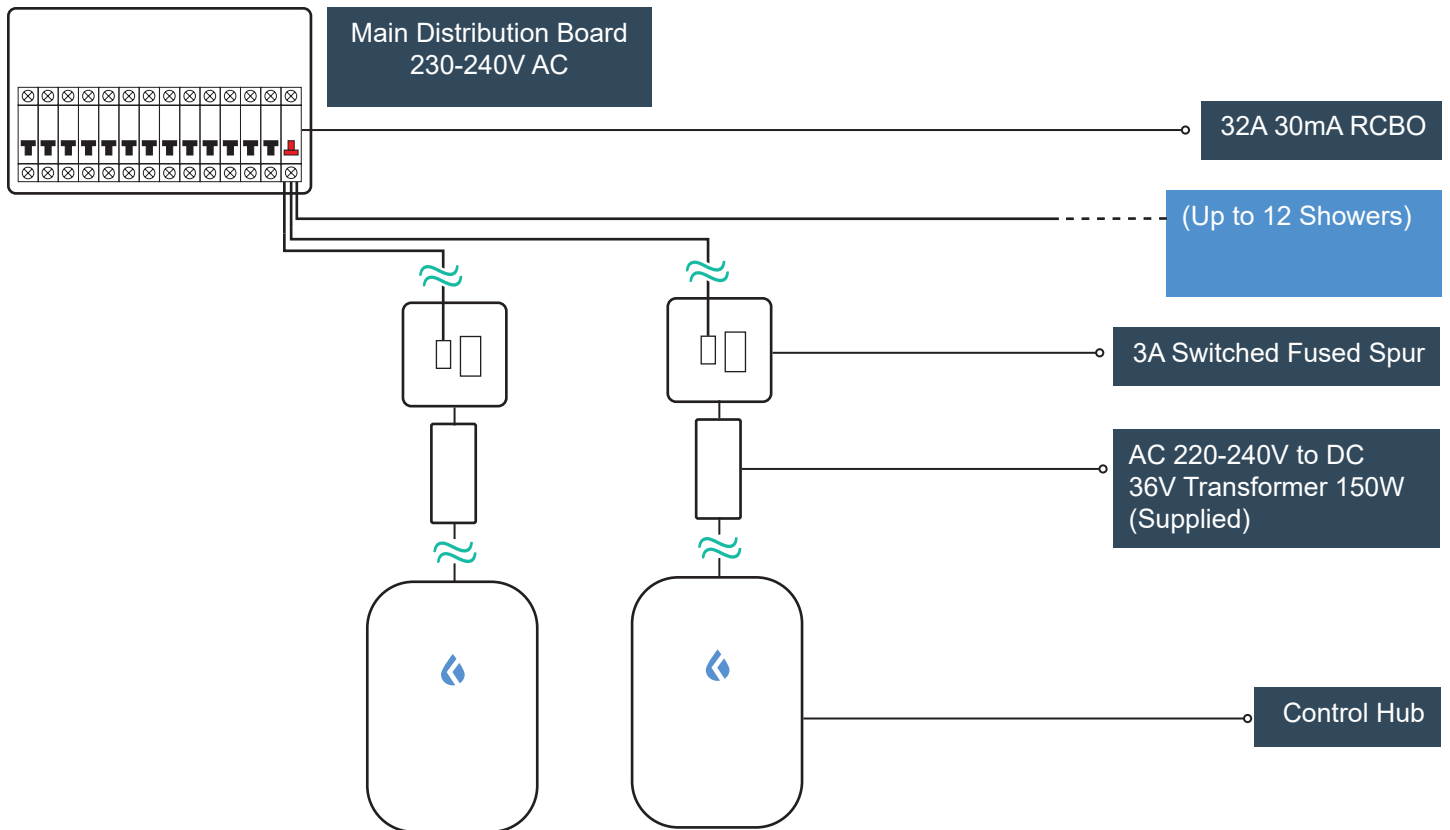 Main Distribution Board
230-240V AC
32A 30mA RCBO
(Up to 12 Showers)
3A Switched Fused Spur
AC 220-240V to DC
36V Transformer 150W
(Supplied)
Control Hub